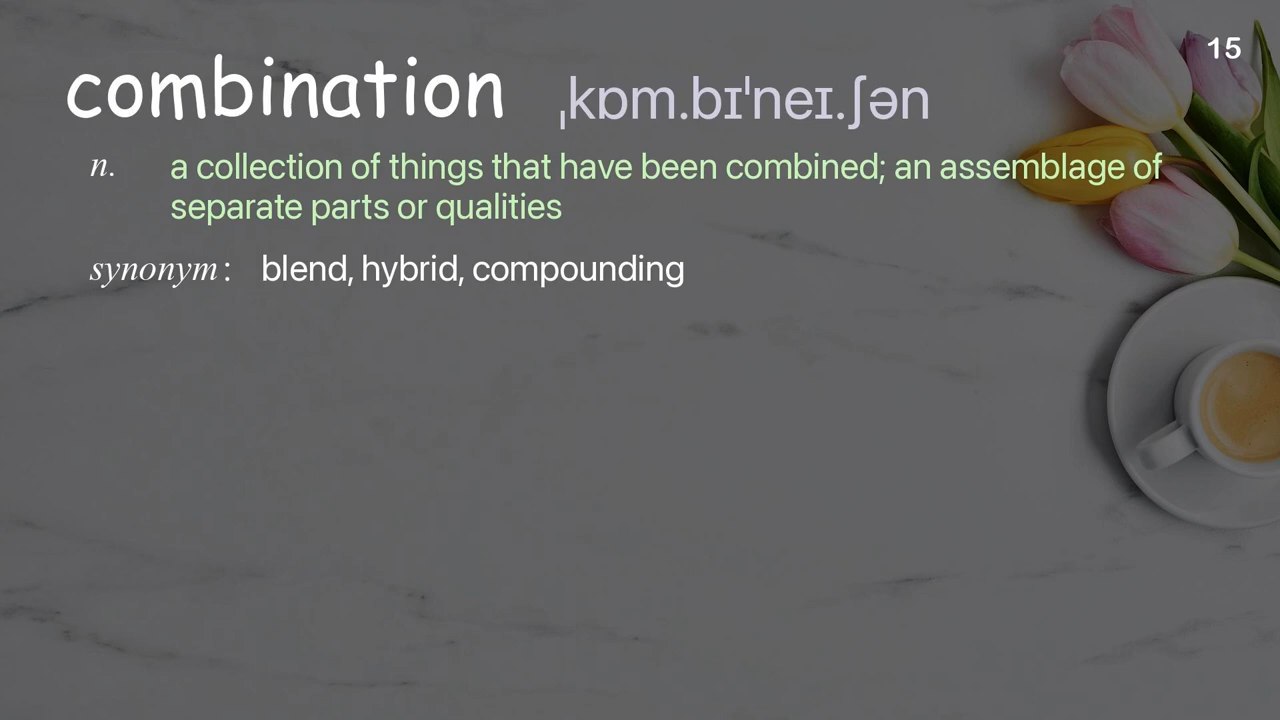 15
combination ˌkɒm.bɪˈneɪ.ʃən
n. a collection of things that have been combined; an assemblage of
separate parts or qualities
synonym: blend, hybrid, compounding